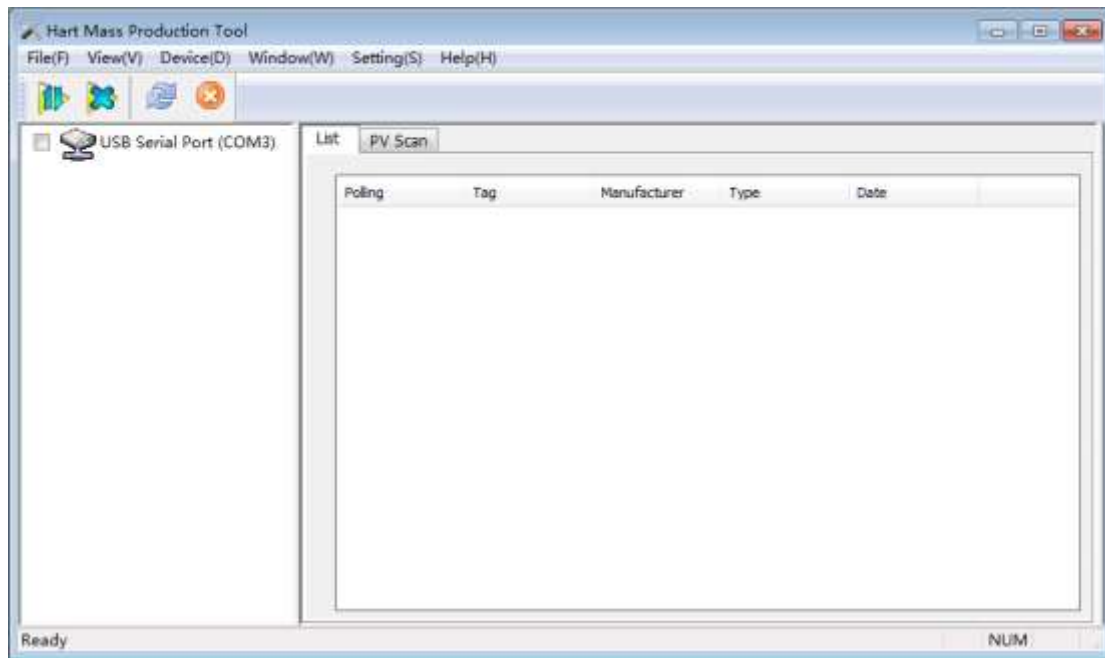 Hart Mass Production Tool
File(F) View(V) Device(D) Window(W) Setting(S) Help(H)
USB Serial Port (COM3)
List PV Scan
Polling Tag Manufacturer Type Date
Ready NUM